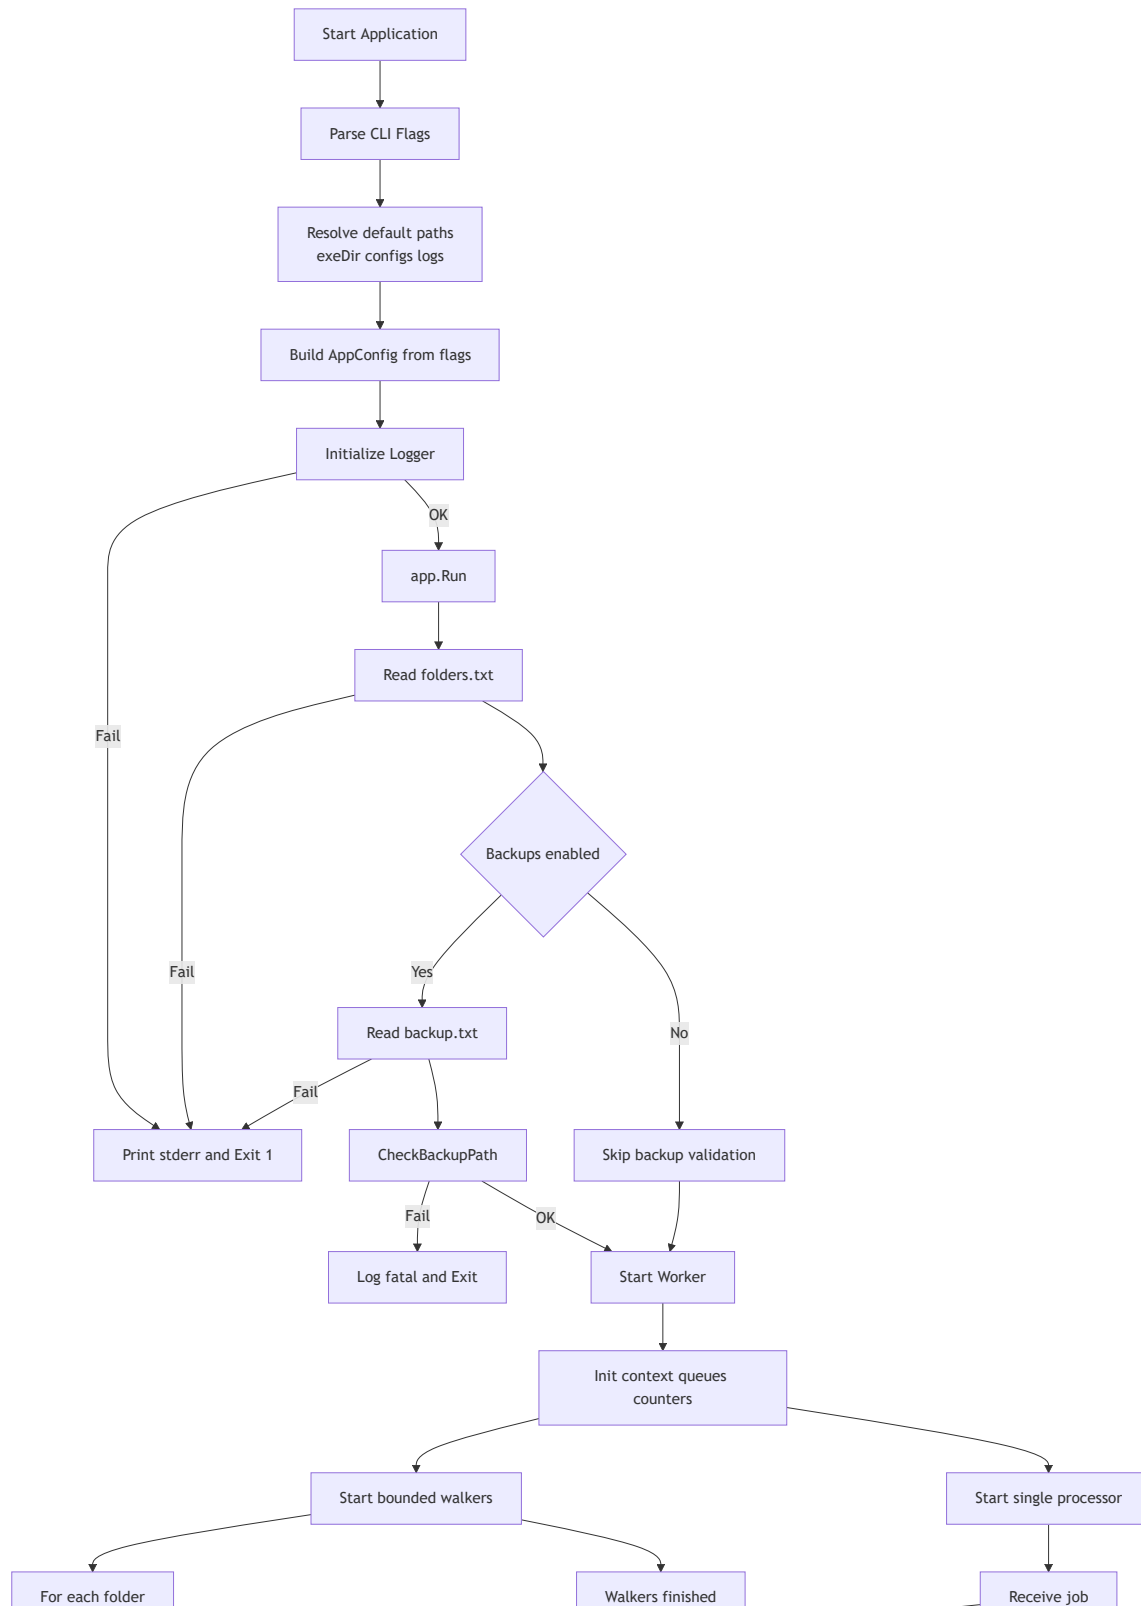 Start Application
Parse CLI Flags
Resolve default paths
exeDir configs logs
Build AppConfig from flags
Initialize Logger
OK
app.Run
Read folders.txt
Fail
Backups enabled
Fail
Yes
Read backup.txt
No
Fail
Print stderr and Exit 1
CheckBackupPath
Skip backup validation
Fail
OK
Log fatal and Exit
Start Worker
Init context queues
counters
Start bounded walkers
Start single processor
For each folder
Walkers finished
Receive job